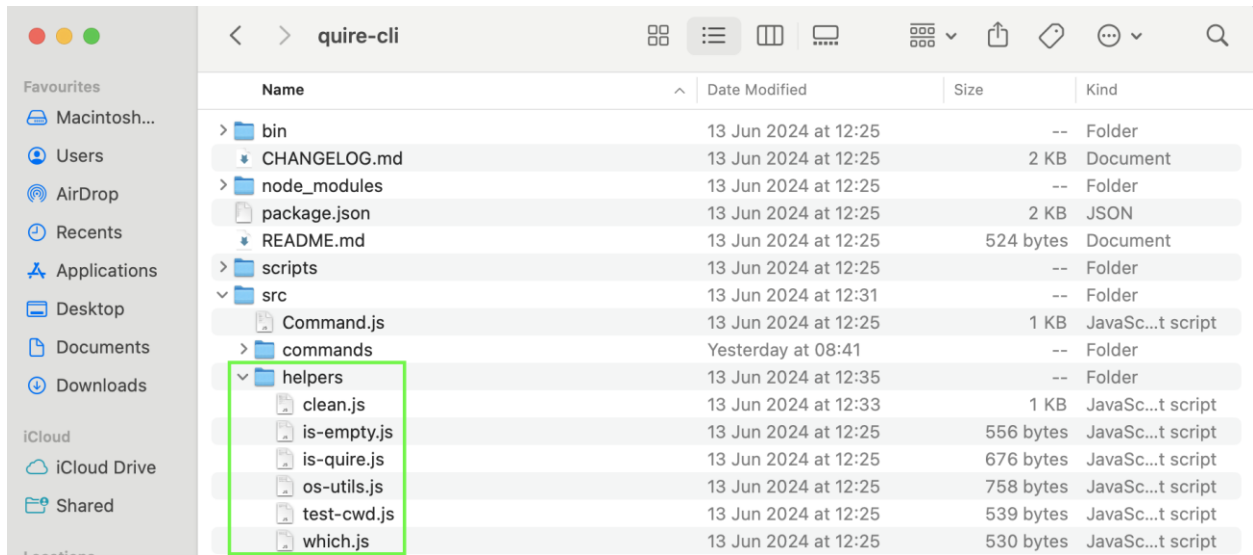 quire-cli
Favourites
Macintosh...
Users
AirDrop
Recents
Applications
Desktop
Documents
Downloads
iCloud
iCloud Drive
Shared
Name Date Modified Size Kind
bin 13 Jun 2024 at 12:25 -- Folder
CHANGELOG.md 13 Jun 2024 at 12:25 2 KB Document
node_modules 13 Jun 2024 at 12:25 -- Folder
package.json 13 Jun 2024 at 12:25 2 KB JSON
README.md 13 Jun 2024 at 12:25 524 bytes Document
scripts 13 Jun 2024 at 12:25 -- Folder
src 13 Jun 2024 at 12:31 -- Folder
Command.js 13 Jun 2024 at 12:25 1 KB JavaSc...t script
commands Yesterday at 08:41 -- Folder
helpers 13 Jun 2024 at 12:35 -- Folder
clean.js 13 Jun 2024 at 12:33 1 KB JavaSc...t script
is-empty.js 13 Jun 2024 at 12:25 556 bytes JavaSc...t script
is-quire.js 13 Jun 2024 at 12:25 676 bytes JavaSc...t script
os-utils.js 13 Jun 2024 at 12:25 758 bytes JavaSc...t script
test-cwd.js 13 Jun 2024 at 12:25 539 bytes JavaSc...t script
which.js 13 Jun 2024 at 12:25 530 bytes JavaSc...t script